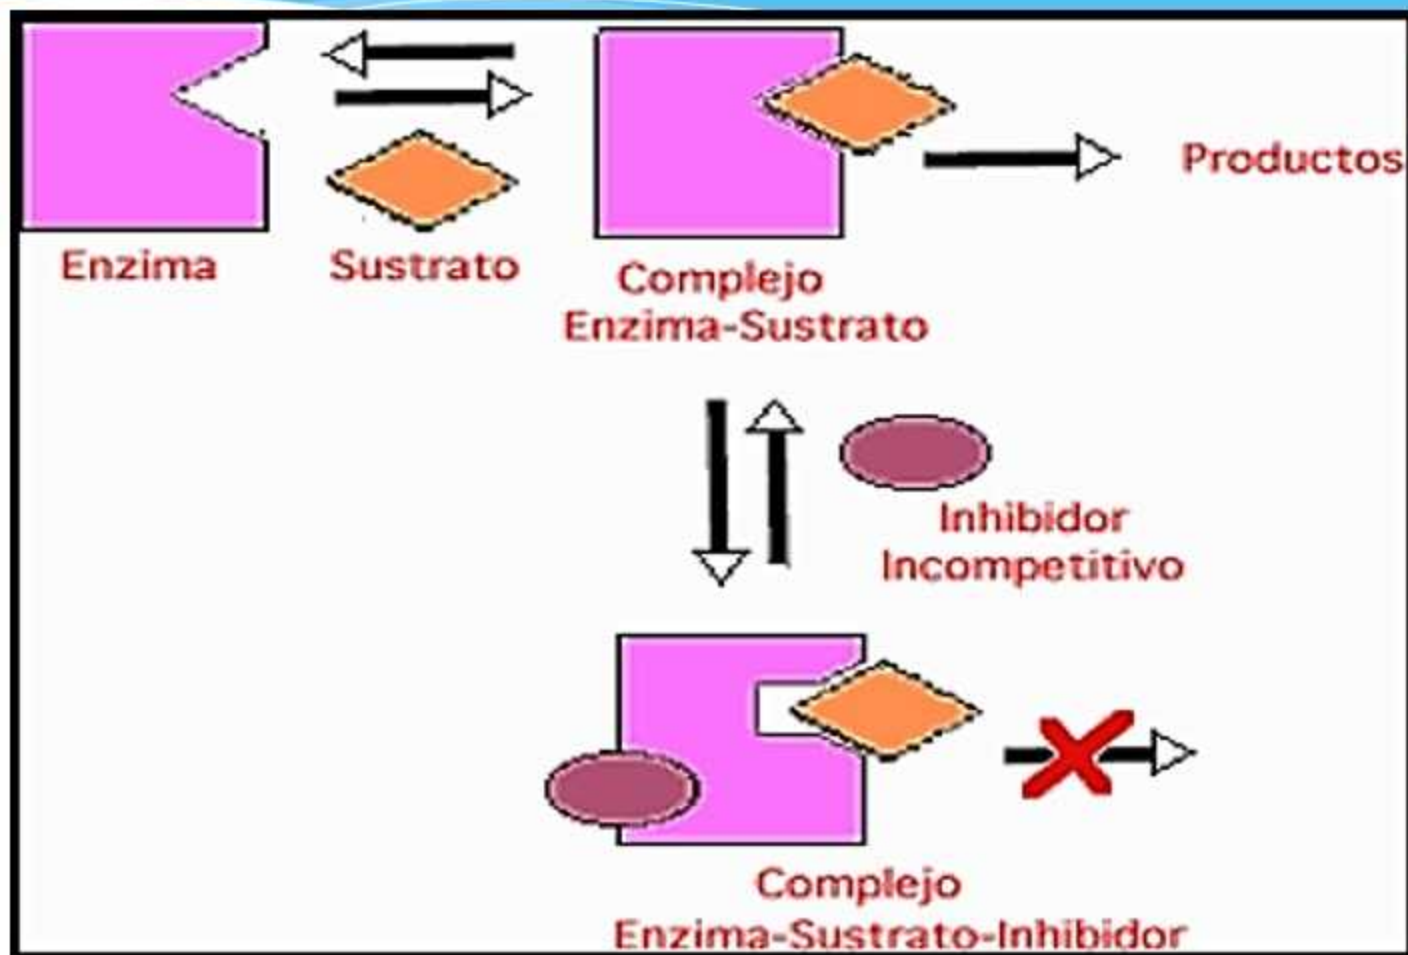 Enzima
Sustrato
Complejo
Enzima-Sustrato
Productos
Inhibidor
Incompetitivo
Complejo
Enzima-Sustrato-Inhibidor